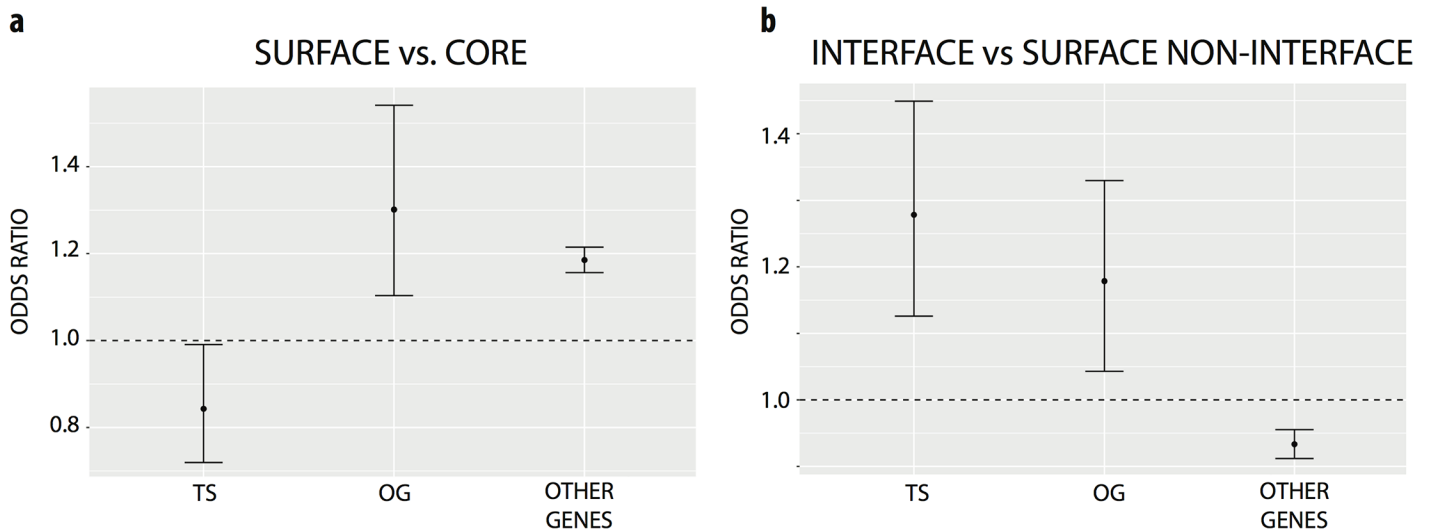 a
SURFACE vs. CORE
ODDS RATIO
1.4
1.2
1.0
0.8
TS
OG
OTHER
GENES
b
INTERFACE vs SURFACE NON-INTERFACE
ODDS RATIO
1.4
1.2
1.0
TS
OG
OTHER
GENES